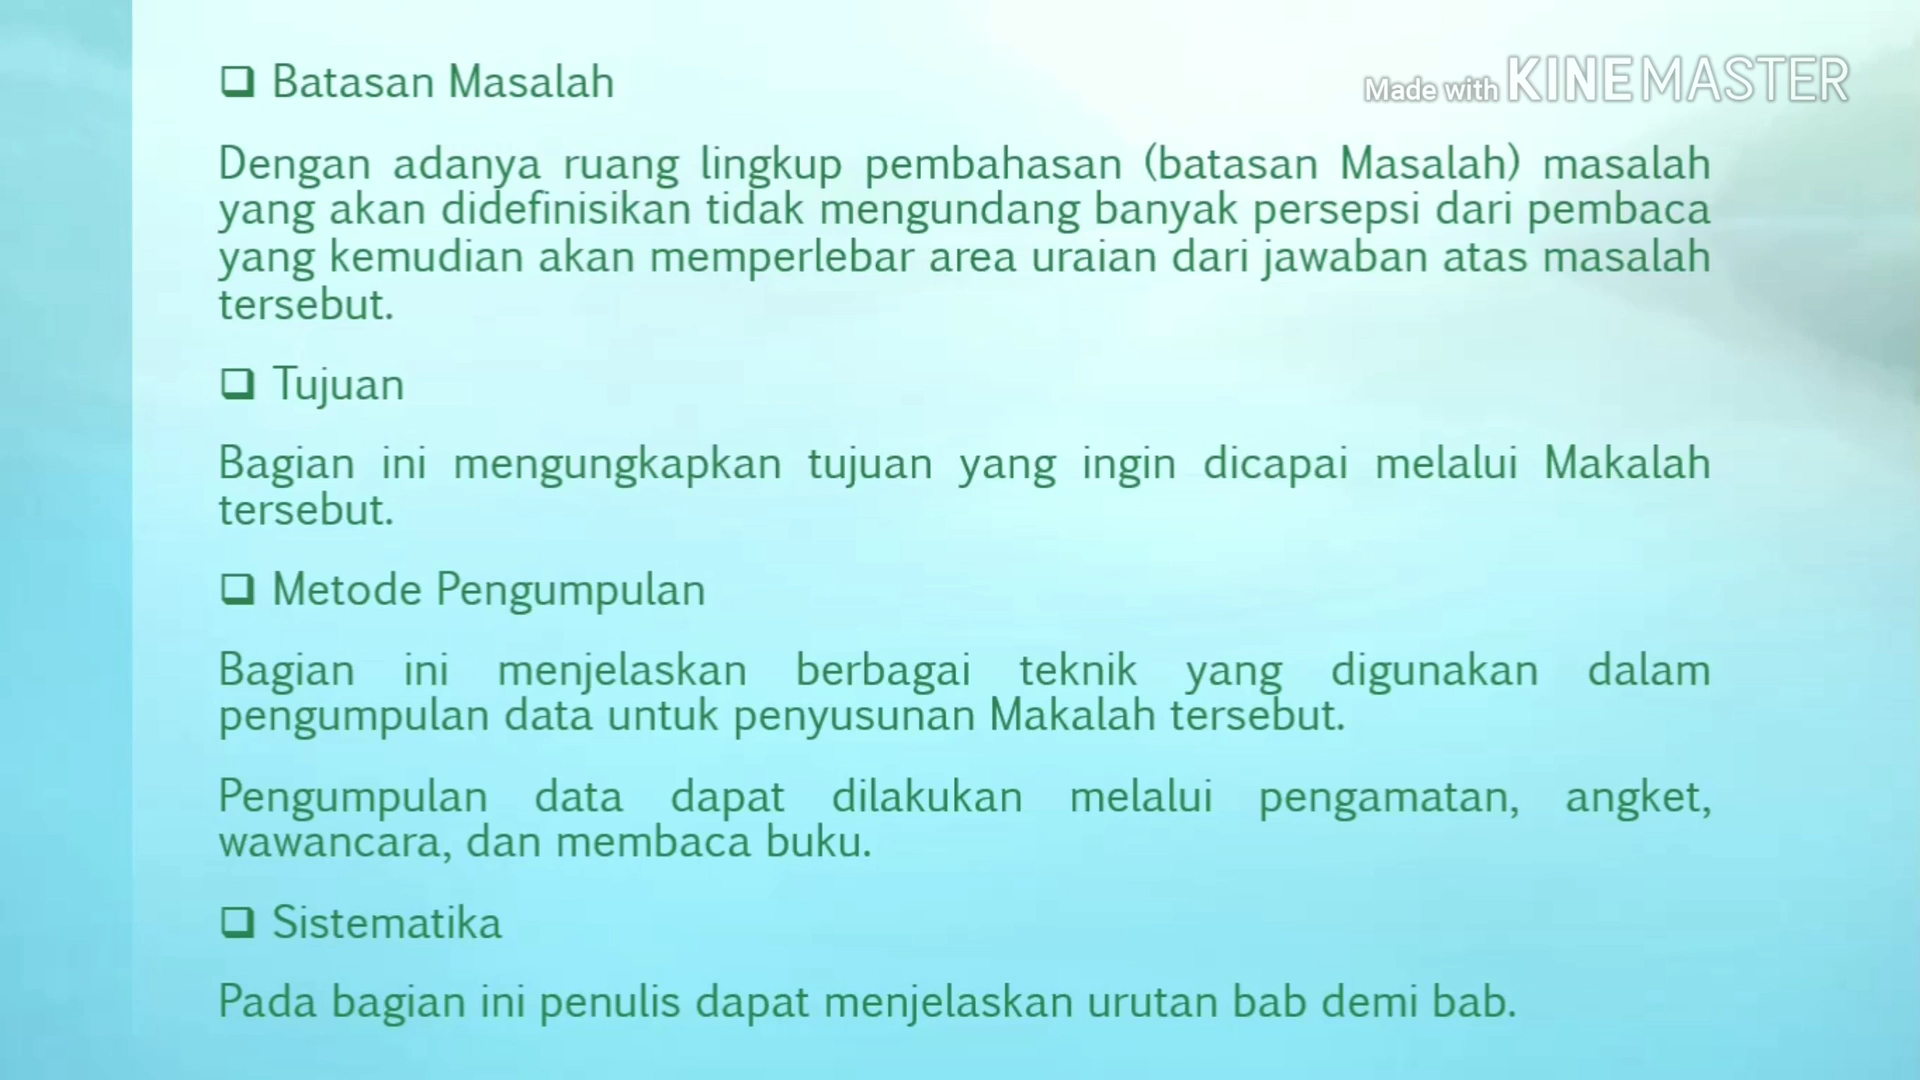 Made with KINEMASTER
❑ Batasan Masalah
Dengan adanya ruang lingkup pembahasan (batasan Masalah) masalah
yang akan didefinisikan tidak mengundang banyak persepsi dari pembaca
yang kemudian akan memperlebar area uraian dari jawaban atas masalah
tersebut.
❑ Tujuan
Bagian ini mengungkapkan tujuan yang ingin dicapai melalui Makalah
tersebut.
❑ Metode Pengumpulan
Bagian ini menjelaskan berbagai teknik yang digunakan dalam
pengumpulan data untuk penyusunan Makalah tersebut.
Pengumpulan data dapat dilakukan melalui pengamatan, angket,
wawancara, dan membaca buku.
❑ Sistematika
Pada bagian ini penulis dapat menjelaskan urutan bab demi bab.